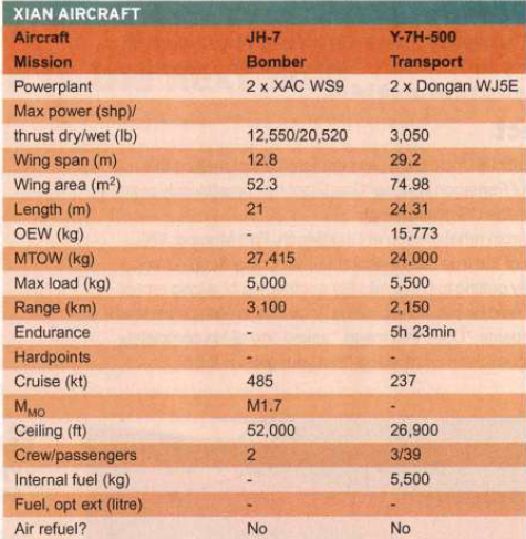 XIAN AIRCRAFT
Aircraft JH-7 Y-7H-500
Mission Bomber Transport
Powerplant 2 x XAC WS9 2 x Dongan WJ5E
Max power (shp)/
thrust dry/wet (lb) 12,550/20,520 3,050
Wing span (m) 12.8 29.2
Wing area (m²) 52.3 74.98
Length (m) 21 24.31
OEW (kg) - 15,773
MTOW (kg) 27,415 24,000
Max load (kg) 5,000 5,500
Range (km) 3,100 2,150
Endurance - 5h 23min
Hardpoints - -
Cruise (kt) 485 237
MMO M1.7 -
Ceiling (ft) 52,000 26,900
Crew/passengers 2 3/39
Internal fuel (kg) - 5,500
Fuel, opt ext (litre) - -
Air refuel? No No